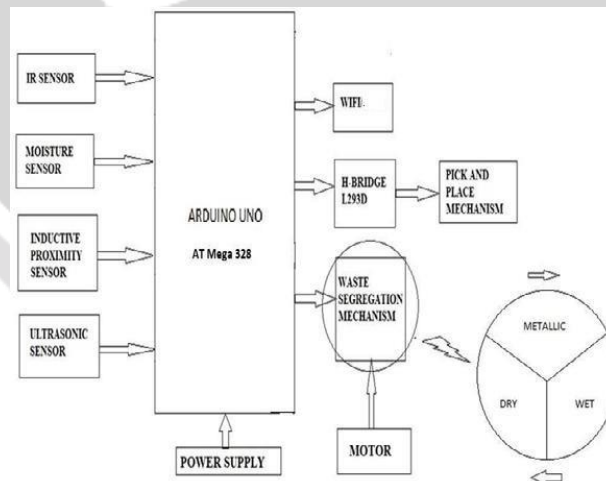 IR SENSOR
MOISTURE
SENSOR
INDUCTIVE
PROXIMITY
SENSOR
ULTRASONIC
SENSOR
ARDUINO UNO
AT Mega 328
POWER SUPPLY
WIFI
H-BRIDGE
L293D
PICK AND
PLACE
MECHANISM
WASTE
SEGREGATION
MECHANISM
MOTOR
METALLIC
DRY
WET